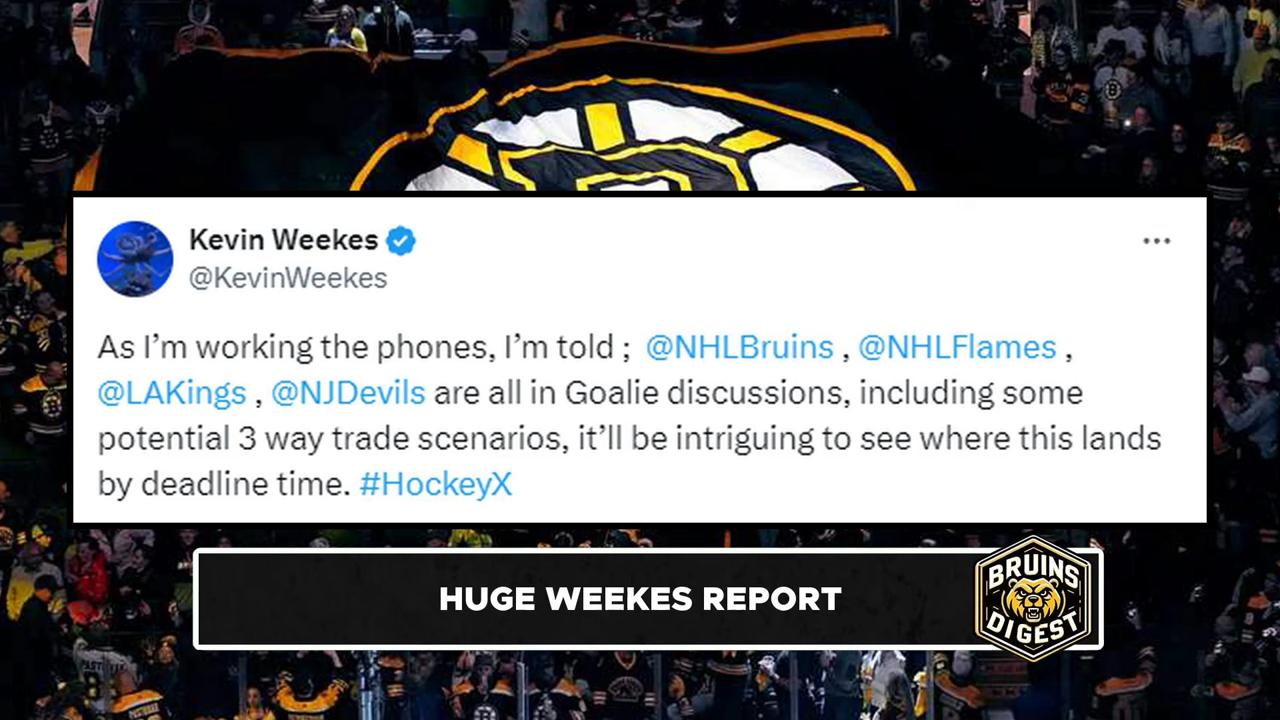 Kevin Weekes
@KevinWeekes
As I’m working the phones, I’m told ;  @NHLBruins , @NHLFlames ,
@LAKings , @NJDevils are all in Goalie discussions, including some
potential 3 way trade scenarios, it’ll be intriguing to see where this lands
by deadline time. #HockeyX
HUGE WEEKES REPORT
BRUINS
DIGEST